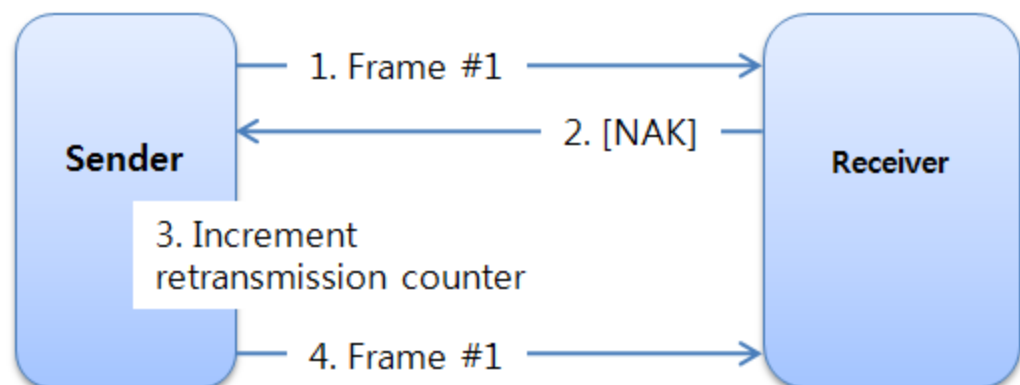 1. Frame #1
2. [NAK]
Sender
Receiver
3. Increment
retransmission counter
4. Frame #1